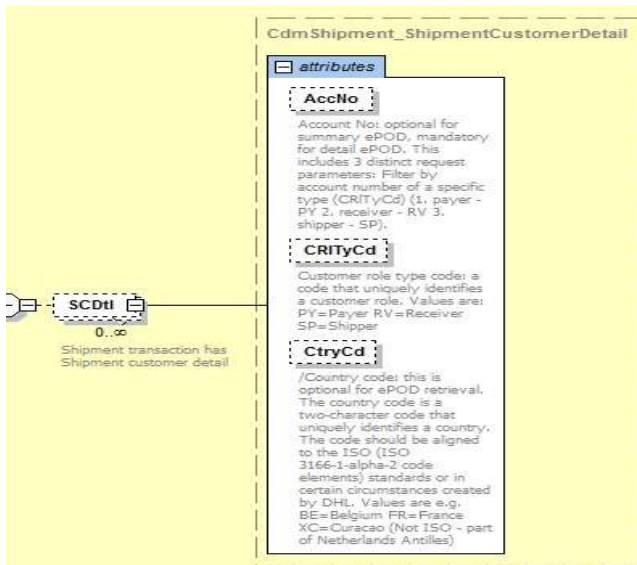 CdmShipment_ShipmentCustomerDetail
attributes
AccNo
Account No: optional for
summary ePOD, mandatory
for detail ePOD. This
includes 3 distinct request
parameters: Filter by
account number of a specific
type (CRlTyCd) (1. payer -
PY 2. receiver - RV 3.
shipper - SP).
CRlTyCd
Customer role type code: a
code that uniquely identifies
a customer role. Values are:
PY=Payer RV=Receiver
SP=Shipper
SCDtl
0..∞
Shipment transaction has
Shipment customer detail
CtryCd
/Country code: this is
optional for ePOD retrieval.
The country code is a
two-character code that
uniquely identifies a country.
The code should be aligned
to the ISO (ISO
3166-1-alpha-2 code
elements) standards or in
certain circumstances created
by DHL. Values are e.g.
BE=Belgium FR=France
XC=Curacao (Not ISO - part
of Netherlands Antilles)